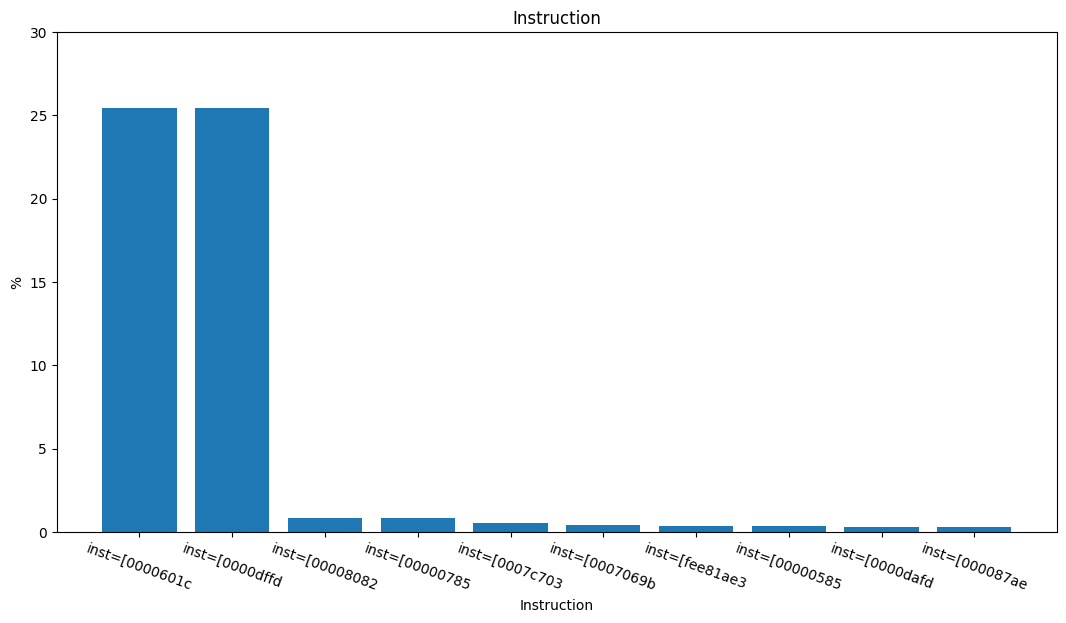 Instruction
30
25
20
15
10
5
0
%
inst=[0000601c
inst=[0000dffd
inst=[00008082
inst=[00000785
inst=[0007c703
inst=[0007069b
inst=[fee81ae3
inst=[00000585
inst=[0000dafd
inst=[000087ae
Instruction